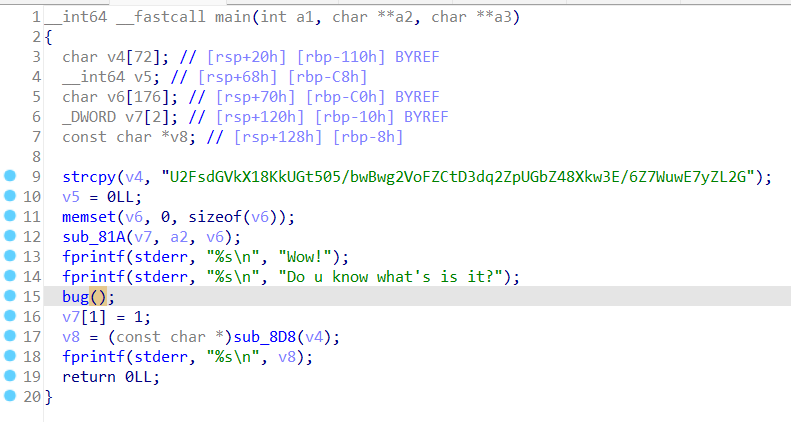 1 __int64 __fastcall main(int a1, char **a2, char **a3)
2 {
3 char v4[72]; // [rsp+20h] [rbp-110h] BYREF
4 __int64 v5; // [rsp+68h] [rbp-C8h]
5 char v6[176]; // [rsp+70h] [rbp-C0h] BYREF
6 _DWORD v7[2]; // [rsp+120h] [rbp-10h] BYREF
7 const char *v8; // [rsp+128h] [rbp-8h]
8
9 strcpy(v4, "U2FsdGVkX18KkUGt505/bwBwg2VoFZCtD3dq2ZpUGbZ48Xkw3E/6Z7WuwE7yZL2G");
10 v5 = 0LL;
11 memset(v6, 0, sizeof(v6));
12 sub_81A(v7, a2, v6);
13 fprintf(stderr, "%s\n", "Wow!");
14 fprintf(stderr, "%s\n", "Do u know what's is it?");
15 bug();
16 v7[1] = 1;
17 v8 = (const char *)sub_8D8(v4);
18 fprintf(stderr, "%s\n", v8);
19 return 0LL;
20 }